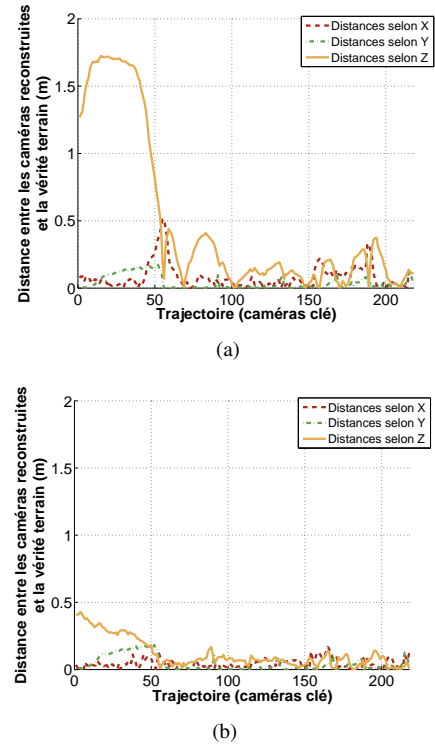 Distances selon X
Distances selon Y
Distances selon Z
Distance entre les caméras reconstruites
et la vérité terrain (m)
2
1.5
1
0.5
0
0 50 100 150 200
Trajectoire (caméras clé)
(a)
Distances selon X
Distances selon Y
Distances selon Z
Distance entre les caméras reconstruites
et la vérité terrain (m)
2
1.5
1
0.5
0
0 50 100 150 200
Trajectoire (caméras clé)
(b)